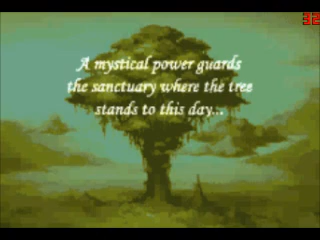 A mystical power guards
the sanctuary where the tree
stands to this day...
32